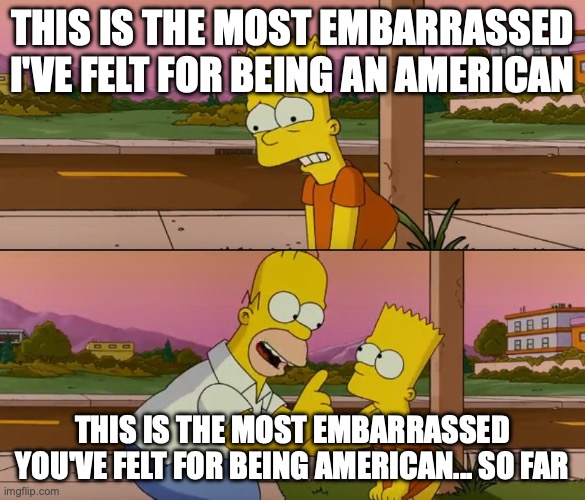 THIS IS THE MOST EMBARRASSED
I'VE FELT FOR BEING AN AMERICAN
THIS IS THE MOST EMBARRASSED
YOU'VE FELT FOR BEING AMERICAN... SO FAR
imgflip.com